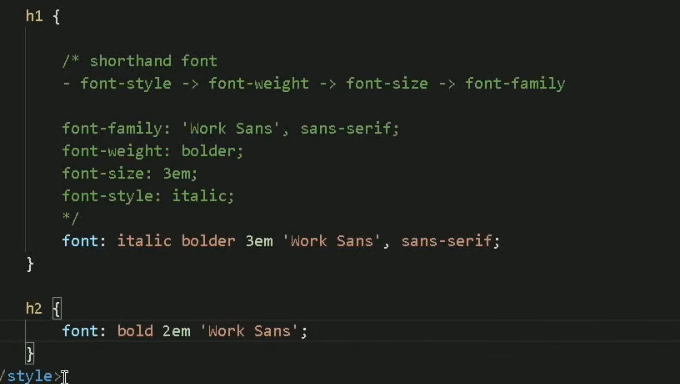 h1 {
/* shorthand font
- font-style -> font-weight -> font-size -> font-family
font-family: 'Work Sans', sans-serif;
font-weight: bolder;
font-size: 3em;
font-style: italic;
*/
font: italic bolder 3em 'Work Sans', sans-serif;
}
h2 {
font: bold 2em 'Work Sans';
}
/style>